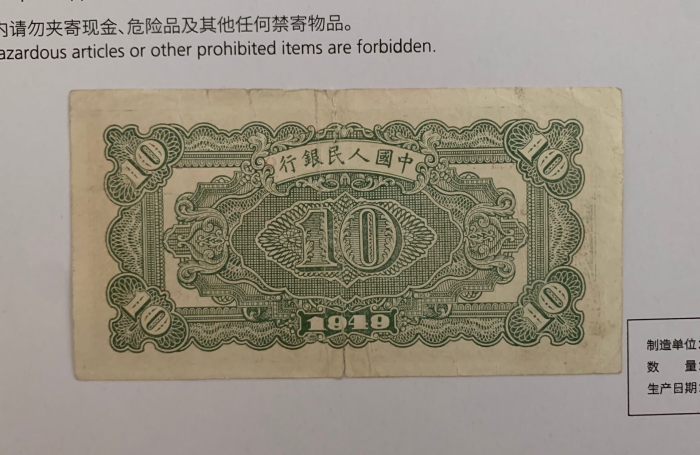 内请勿夹寄现金、危险品及其他任何禁寄物品。
azardous articles or other prohibited items are forbidden.
行銀民人國中
10
10
10
10
10
1949
制造单位:
数 量:
生产日期: